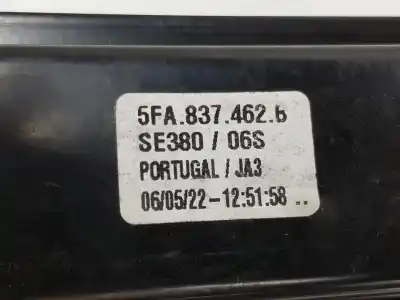 5FA.837.462.B
SE380 / 06S
PORTUGAL / JA3
06/05/22-12:51:58 ..